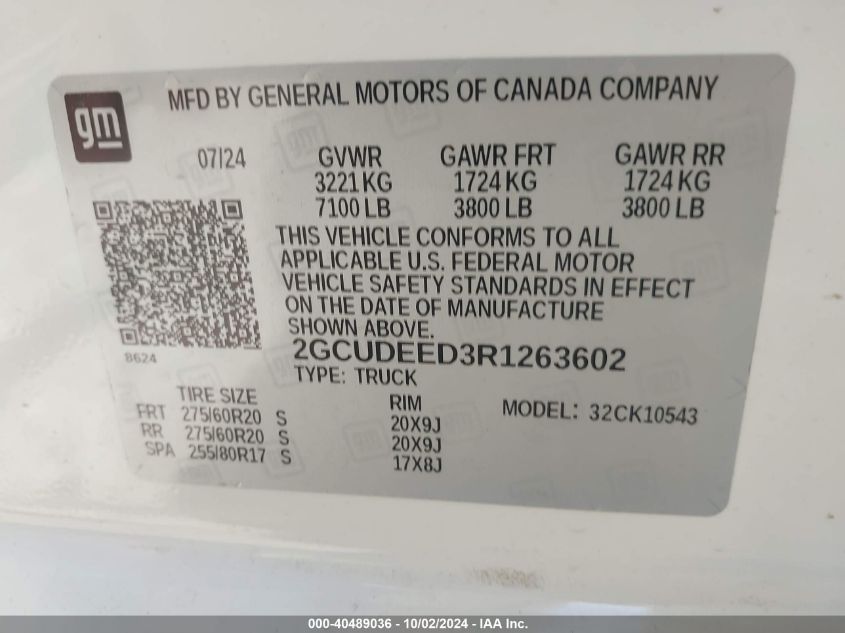 MFD BY GENERAL MOTORS OF CANADA COMPANY
gm
07/24 GVWR GAWR FRT GAWR RR
3221 KG 1724 KG 1724 KG
7100 LB 3800 LB 3800 LB
THIS VEHICLE CONFORMS TO ALL
APPLICABLE U.S. FEDERAL MOTOR
VEHICLE SAFETY STANDARDS IN EFFECT
ON THE DATE OF MANUFACTURE
SHOWN ABOVE.
8624
2GCUDEED3R1263602
TYPE: TRUCK
TIRE SIZE RIM MODEL: 32CK10543
FRT 275/60R20 S 20X9J
RR 275/60R20 S 20X9J
SPA 255/80R17 S 17X8J
000-40489036 - 10/02/2024 - IAA Inc.